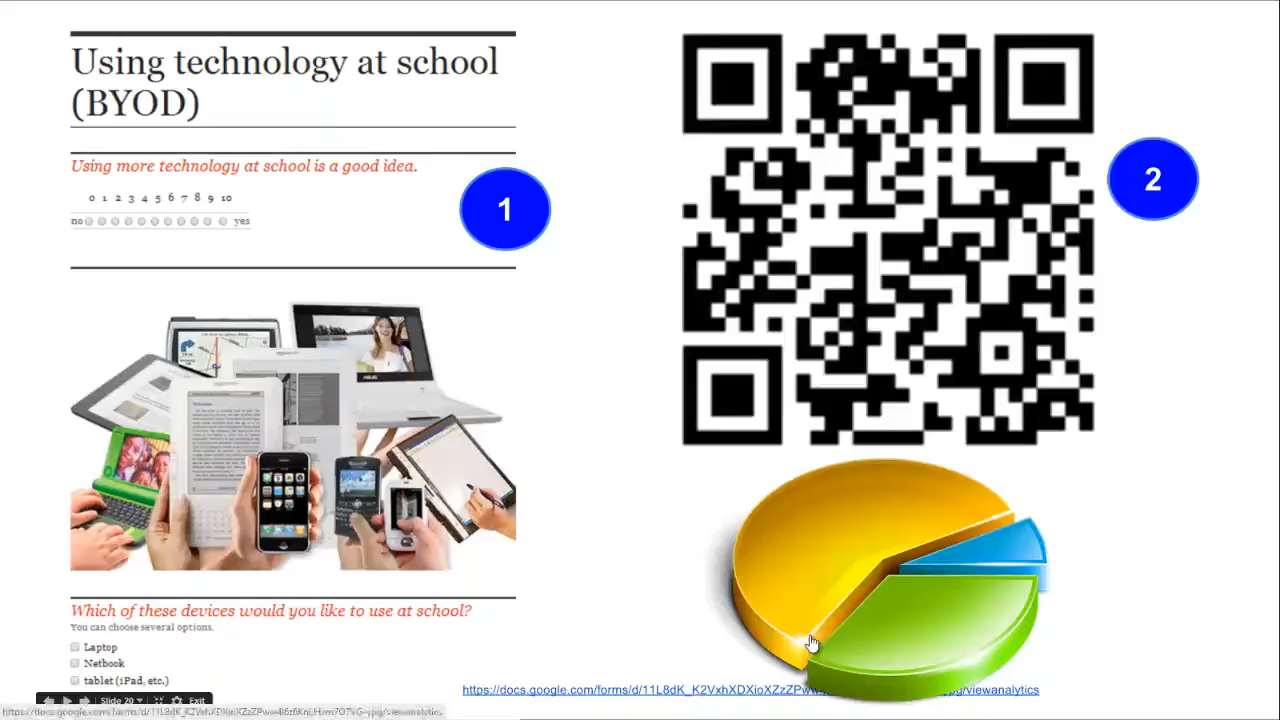 Using technology at school
(BYOD)
Using more technology at school is a good idea.
0 1 2 3 4 5 6 7 8 9 10
no yes
1
2
Which of these devices would you like to use at school?
You can choose several options.
Laptop
Netbook
tablet (iPad, etc.)
Slide 20 Exit